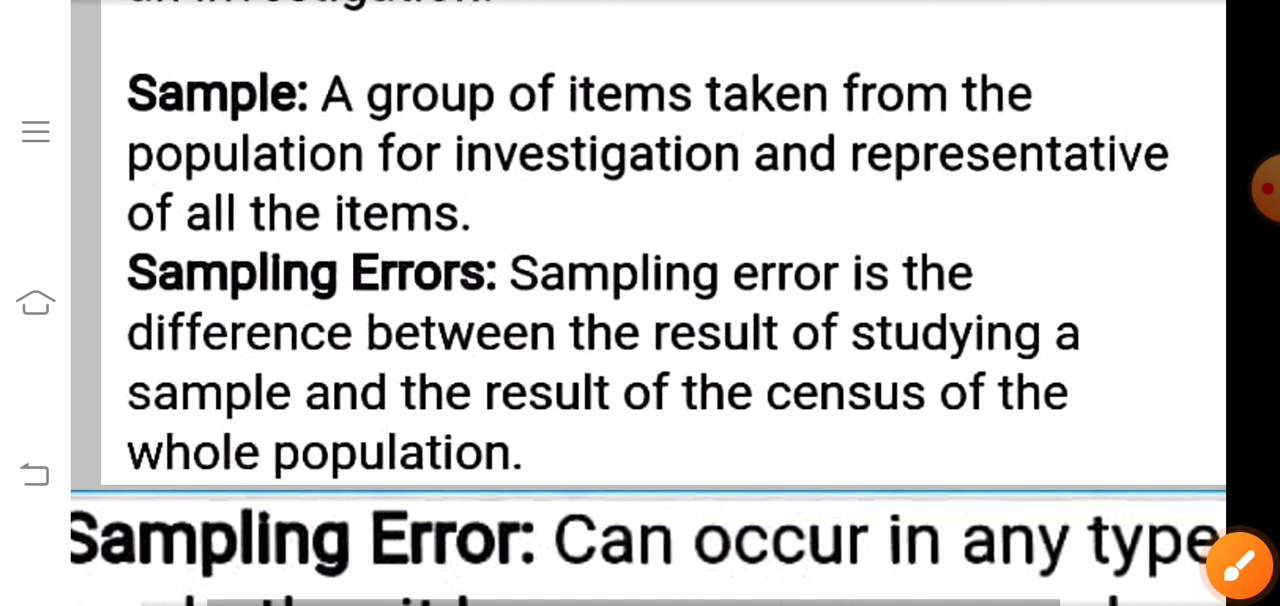 Sample: A group of items taken from the
population for investigation and representative
of all the items.
Sampling Errors: Sampling error is the
difference between the result of studying a
sample and the result of the census of the
whole population.
Sampling Error: Can occur in any type